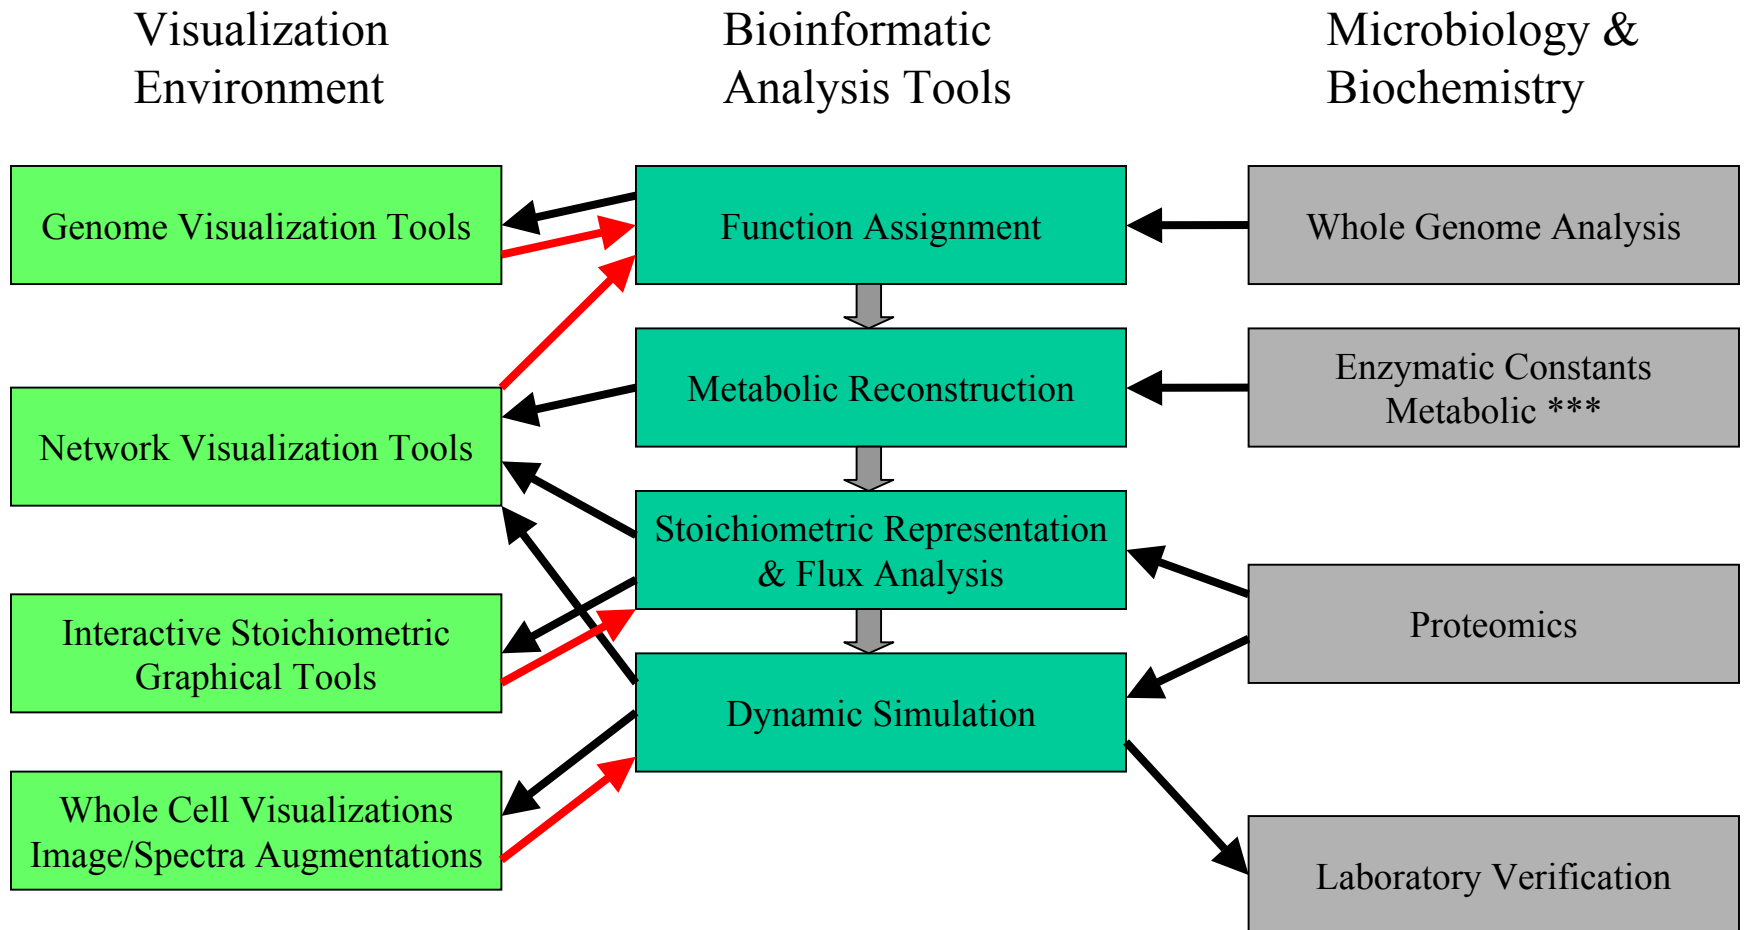 Visualization
Environment
Bioinformatic
Analysis Tools
Microbiology &
Biochemistry
Genome Visualization Tools
Function Assignment
Whole Genome Analysis
Metabolic Reconstruction
Enzymatic Constants
Metabolic ***
Network Visualization Tools
Stoichiometric Representation
& Flux Analysis
Interactive Stoichiometric
Graphical Tools
Proteomics
Dynamic Simulation
Whole Cell Visualizations
Image/Spectra Augmentations
Laboratory Verification